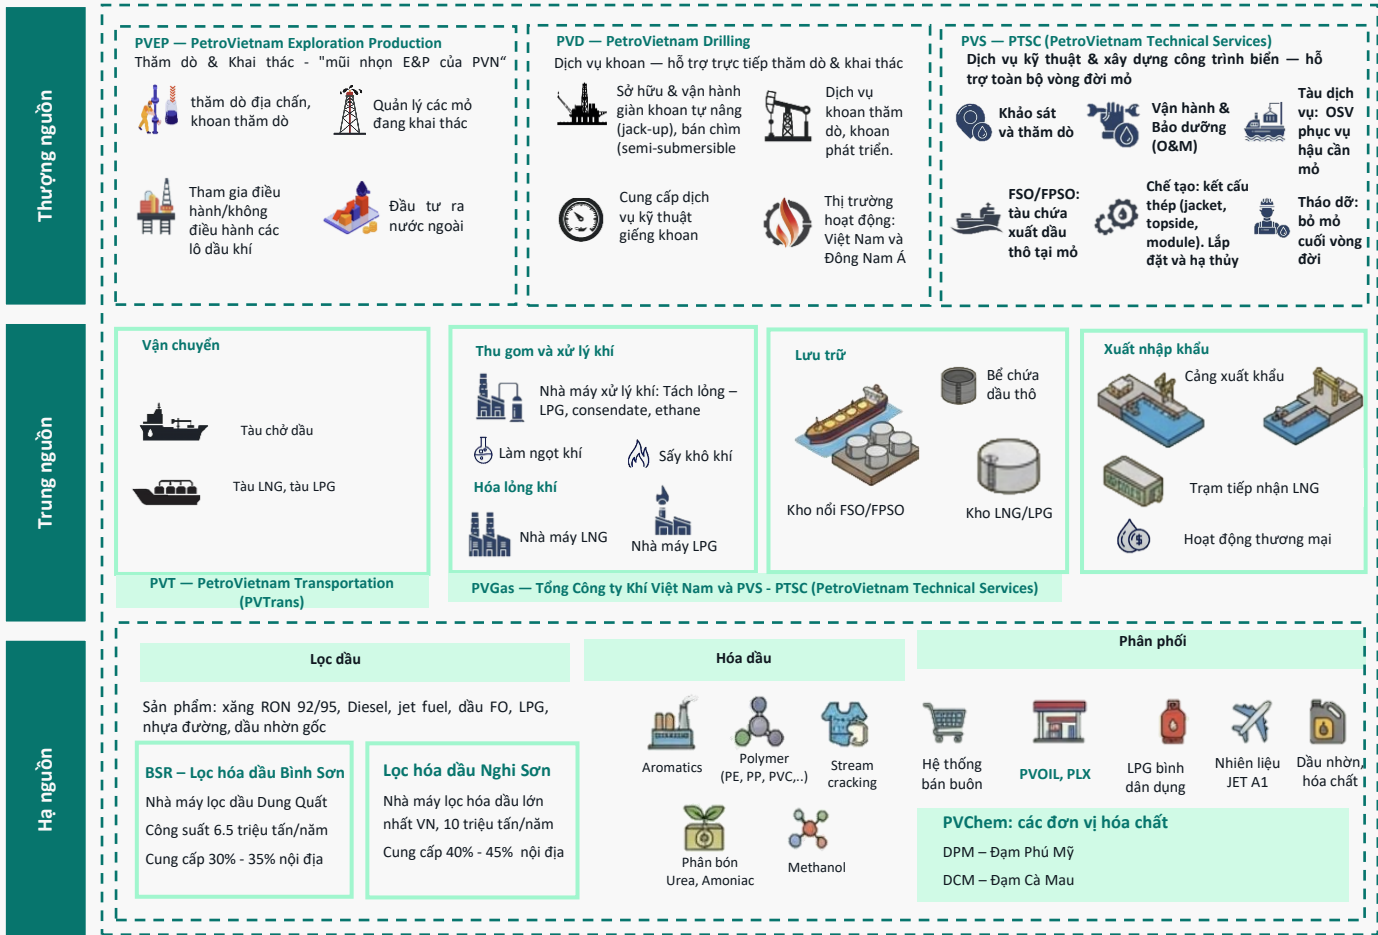 Thượng nguồn
PVEP — PetroVietnam Exploration Production
Thăm dò & Khai thác - "mũi nhọn E&P của PVN“
thăm dò địa chấn,
khoan thăm dò
Quản lý các mỏ
đang khai thác
Tham gia điều
hành/không
điều hành các
lô dầu khí
Đầu tư ra
nước ngoài
PVD — PetroVietnam Drilling
Dịch vụ khoan — hỗ trợ trực tiếp thăm dò & khai thác
Sở hữu & vận hành
giàn khoan tự nâng
(jack-up), bán chìm
(semi-submersible
Dịch vụ
khoan thăm
dò, khoan
phát triển.
Cung cấp dịch
vụ kỹ thuật
giếng khoan
Thị trường
hoạt động:
Việt Nam và
Đông Nam Á
PVS — PTSC (PetroVietnam Technical Services)
Dịch vụ kỹ thuật & xây dựng công trình biển — hỗ
trợ toàn bộ vòng đời mỏ
Khảo sát
và thăm dò
Vận hành &
Bảo dưỡng
(O&M)
Tàu dịch
vụ: OSV
phục vụ
hậu cần
mỏ
FSO/FPSO:
tàu chứa
xuất dầu
thô tại mỏ
Chế tạo: kết cấu
thép (jacket,
topside,
module). Lắp
đặt và hạ thủy
Tháo dỡ:
bỏ mỏ
cuối vòng
đời
Trung nguồn
Vận chuyển
Tàu chở dầu
Tàu LNG, tàu LPG
PVT — PetroVietnam Transportation
(PVTrans)
Thu gom và xử lý khí
Nhà máy xử lý khí: Tách lỏng –
LPG, consendate, ethane
Làm ngọt khí
Sấy khô khí
Hóa lỏng khí
Nhà máy LNG
Nhà máy LPG
Lưu trữ
Bể chứa
dầu thô
Kho nổi FSO/FPSO
Kho LNG/LPG
PVGas — Tổng Công ty Khí Việt Nam và PVS - PTSC (PetroVietnam Technical Services)
Xuất nhập khẩu
Cảng xuất khẩu
Trạm tiếp nhận LNG
Hoạt động thương mại
Hạ nguồn
Lọc dầu
Sản phẩm: xăng RON 92/95, Diesel, jet fuel, dầu FO, LPG,
nhựa đường, dầu nhờn gốc
BSR – Lọc hóa dầu Bình Sơn
Nhà máy lọc dầu Dung Quất
Công suất 6.5 triệu tấn/năm
Cung cấp 30% - 35% nội địa
Lọc hóa dầu Nghi Sơn
Nhà máy lọc hóa dầu lớn
nhất VN, 10 triệu tấn/năm
Cung cấp 40% - 45% nội địa
Hóa dầu
Aromatics
Polymer
(PE, PP, PVC,..)
Stream
cracking
Phân bón
Urea, Amoniac
Methanol
Phân phối
Hệ thống
bán buôn
PVOIL, PLX
LPG bình
dân dụng
Nhiên liệu
JET A1
Dầu nhờn,
hóa chất
PVChem: các đơn vị hóa chất
DPM – Đạm Phú Mỹ
DCM – Đạm Cà Mau